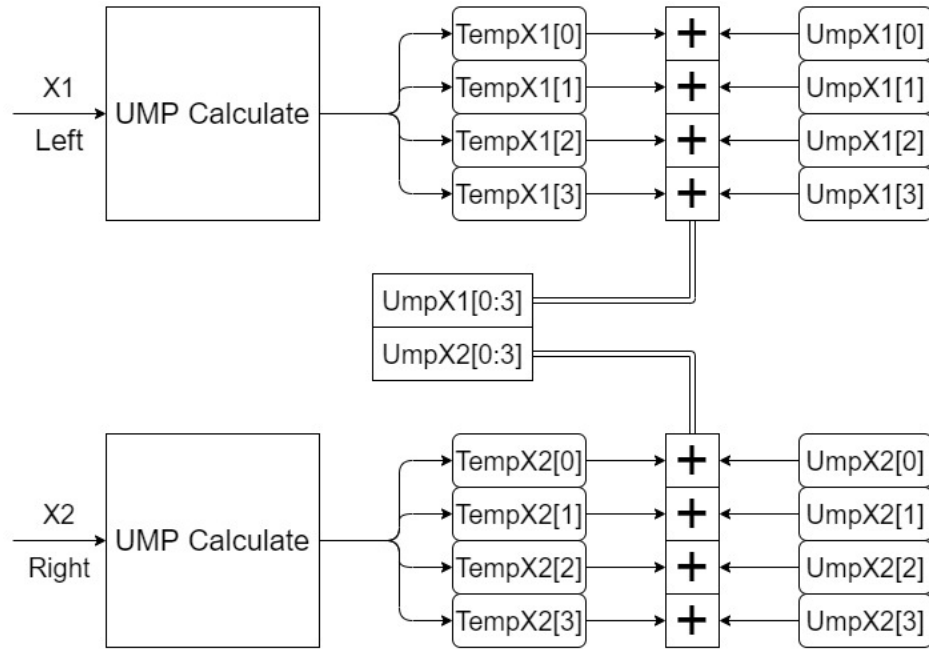 TempX1[0] + UmpX1[0]
X1
Left
UMP Calculate
TempX1[1] + UmpX1[1]
TempX1[2] + UmpX1[2]
TempX1[3] + UmpX1[3]
UmpX1[0:3]
UmpX2[0:3]
TempX2[0] + UmpX2[0]
X2
Right
UMP Calculate
TempX2[1] + UmpX2[1]
TempX2[2] + UmpX2[2]
TempX2[3] + UmpX2[3]